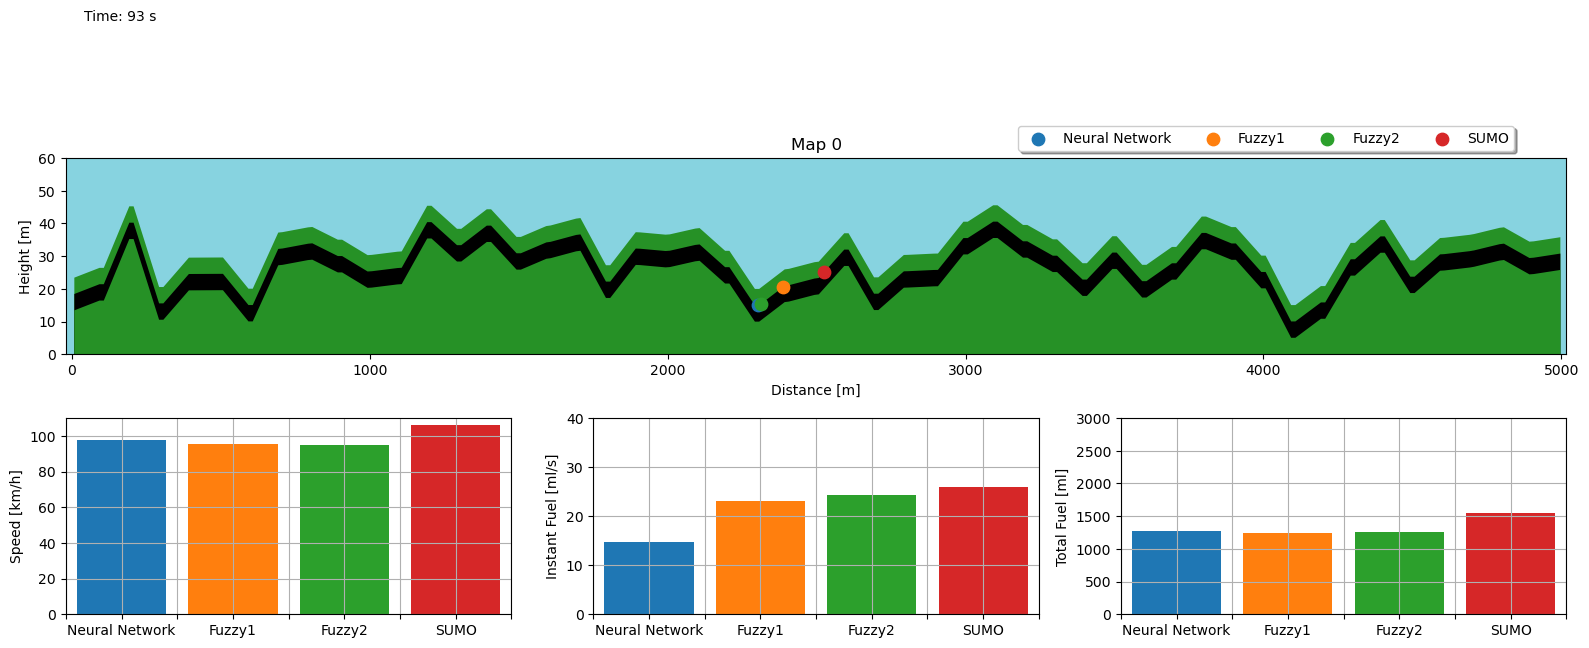 Time: 93 s
Neural Network Fuzzy1 Fuzzy2 SUMO
Map 0
Height [m]
60
50
40
30
20
10
0
0 1000 2000 3000 4000 5000
Distance [m]
Speed [km/h]
100
80
60
40
20
0
Neural Network Fuzzy1 Fuzzy2 SUMO
Instant Fuel [ml/s]
40
30
20
10
0
Neural Network Fuzzy1 Fuzzy2 SUMO
Total Fuel [ml]
3000
2500
2000
1500
1000
500
0
Neural Network Fuzzy1 Fuzzy2 SUMO